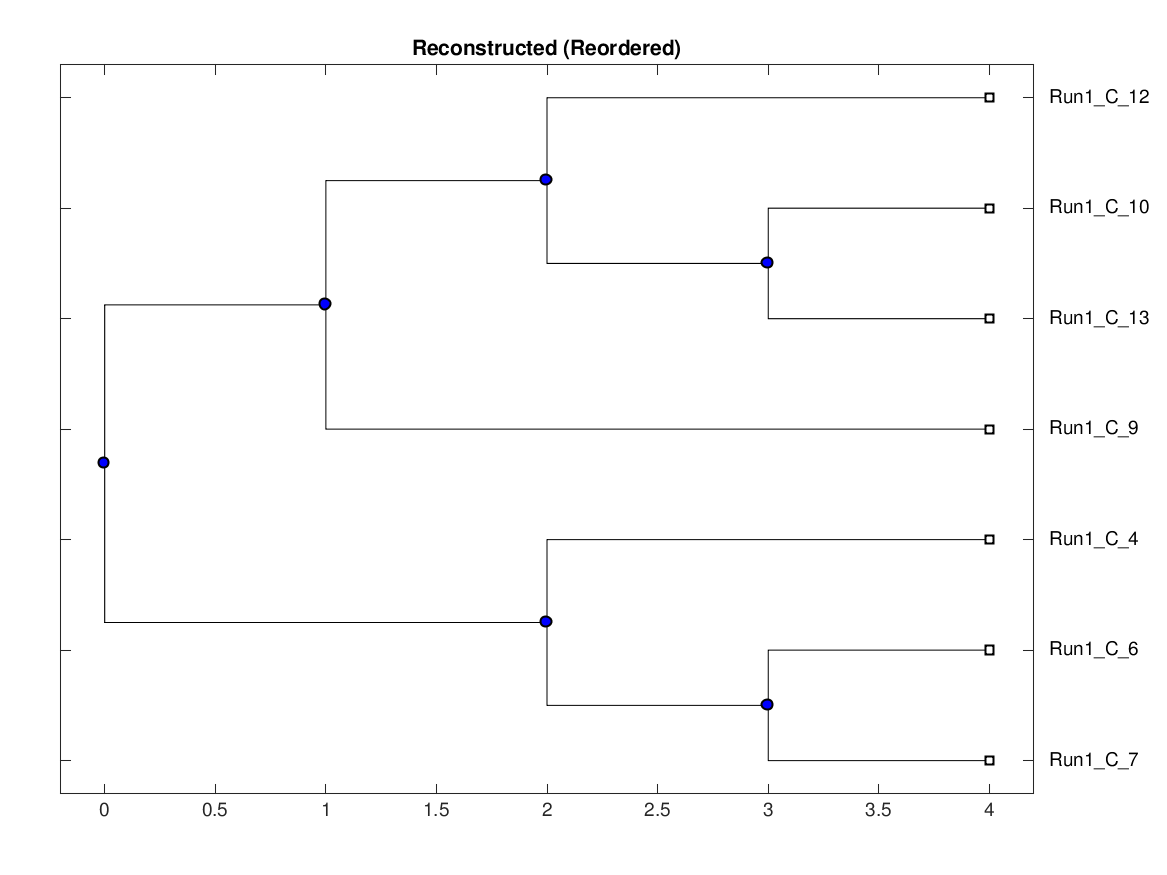 Reconstructed (Reordered)
Run1_C_12
Run1_C_10
Run1_C_13
Run1_C_9
Run1_C_4
Run1_C_6
Run1_C_7
0 0.5 1 1.5 2 2.5 3 3.5 4